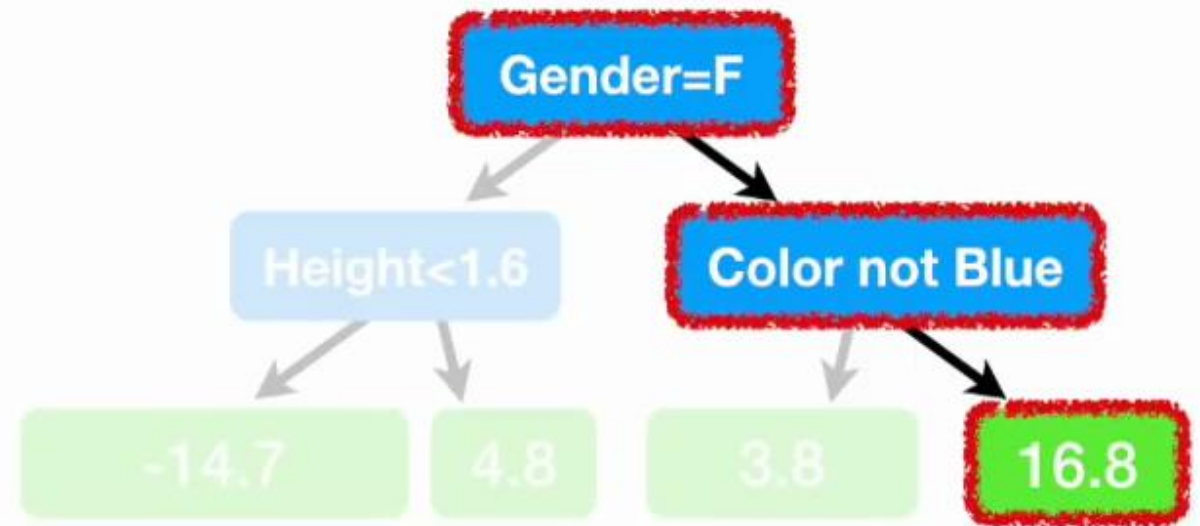 Gender=F
Height<1.6
Color not Blue
-14.7
4.8
3.8
16.8